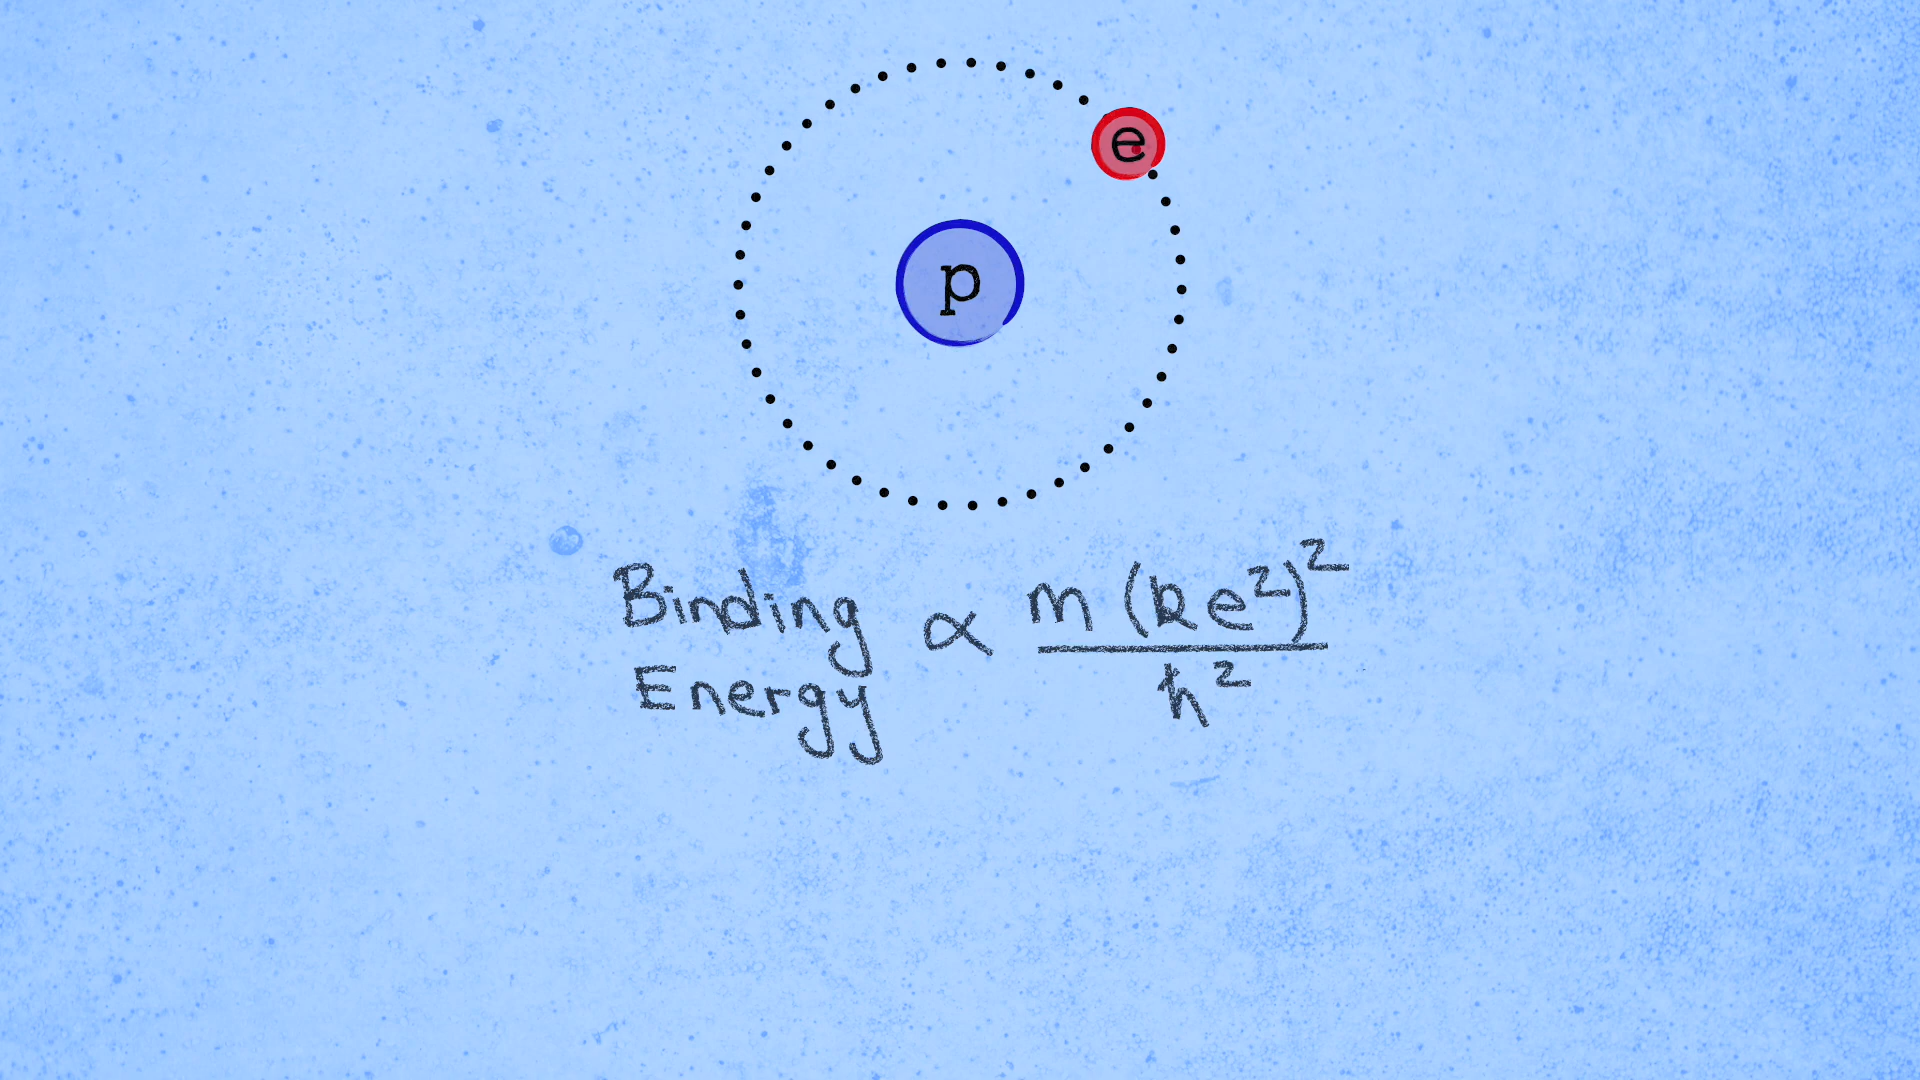 e
p
Binding Energy ∝ m(ke²)² / ħ²